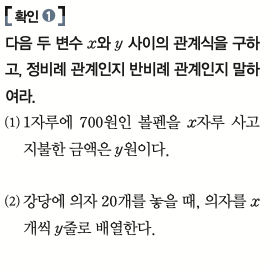 [확인 ❶]
다음 두 변수 x와 y 사이의 관계식을 구하
고, 정비례 관계인지 반비례 관계인지 말하
여라.
(1) 1자루에 700원인 볼펜을 x자루 사고
지불한 금액은 y원이다.
(2) 강당에 의자 20개를 놓을 때, 의자를 x
개씩 y줄로 배열한다.